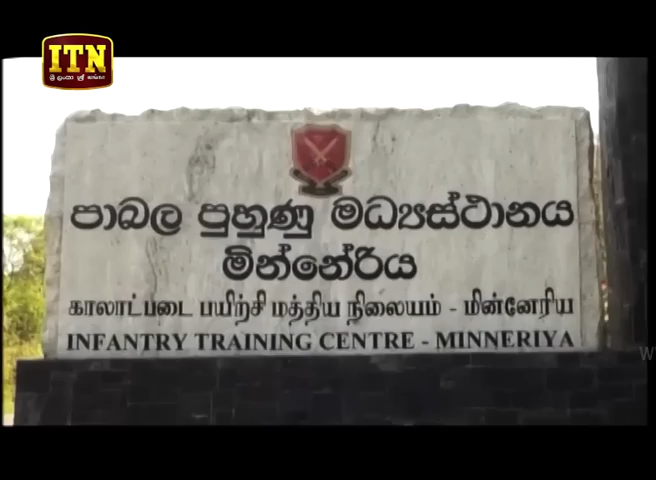 ITN
පාබල පුහුණු මධ්‍යස්ථානය
මින්නේරිය
காலாட்படை பயிற்சி மத்திய நிலையம் - மின்னேரிய
INFANTRY TRAINING CENTRE - MINNERIYA